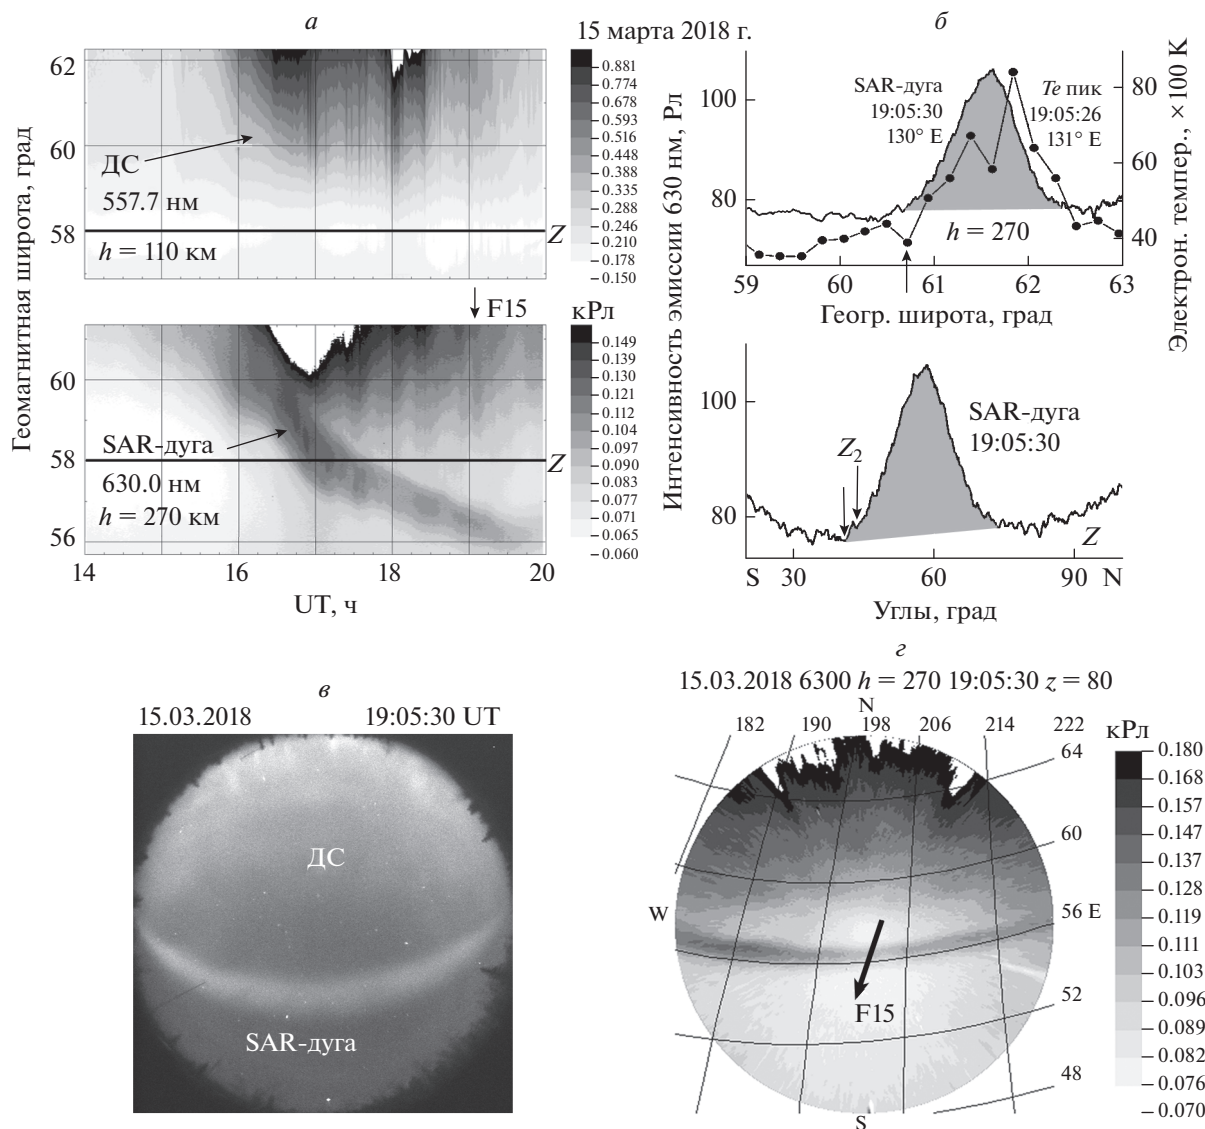 а
15 марта 2018 г.
б
Геомагнитная широта, град
62
60
58
ДС
557.7 нм
h = 110 км
Z
0.881
0.774
0.678
0.593
0.516
0.448
0.388
0.335
0.288
0.246
0.210
0.178
0.150
F15
кРл
60
58
56
SAR-дуга
630.0 нм
h = 270 км
Z
14
16
18
20
UT, ч
0.149
0.139
0.130
0.121
0.112
0.104
0.097
0.090
0.083
0.077
0.071
0.065
0.060
Интенсивность эмиссии 630 нм, Рл
100
80
SAR-дуга
19:05:30
130° E
Te пик
19:05:26
131° E
h = 270
80
60
40
Электрон. темпер., ×100 K
59
60
61
62
63
Геогр. широта, град
100
80
Z2
SAR-дуга
19:05:30
Z
S
30
60
90
N
Углы, град
в
15.03.2018
19:05:30 UT
ДС
SAR-дуга
г
15.03.2018 6300 h = 270 19:05:30 z = 80
N
182
190
198
206
214
222
64
60
56 E
52
48
W
F15
S
кРл
0.180
0.168
0.157
0.147
0.137
0.128
0.119
0.111
0.103
0.096
0.089
0.082
0.076
0.070